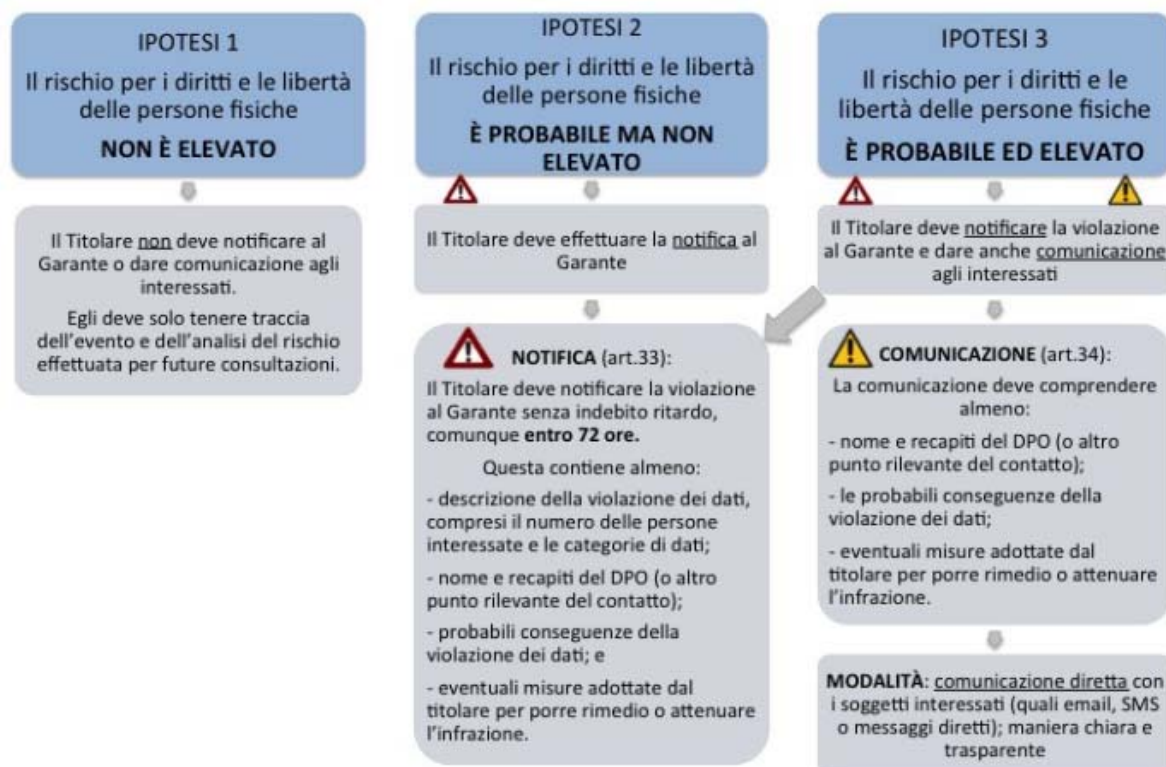 IPOTESI 1
Il rischio per i diritti e le libertà
delle persone fisiche
NON È ELEVATO
Il Titolare non deve notificare al
Garante o dare comunicazione agli
interessati.
Egli deve solo tenere traccia
dell'evento e dell'analisi del rischio
effettuata per future consultazioni.
IPOTESI 2
Il rischio per i diritti e le libertà
delle persone fisiche
È PROBABILE MA NON
ELEVATO
Il Titolare deve effettuare la notifica al
Garante
NOTIFICA (art.33):
Il Titolare deve notificare la violazione
al Garante senza indebito ritardo,
comunque entro 72 ore.
Questa contiene almeno:
- descrizione della violazione dei dati,
compresi il numero delle persone
interessate e le categorie di dati;
- nome e recapiti del DPO (o altro
punto rilevante del contatto);
- probabili conseguenze della
violazione dei dati; e
- eventuali misure adottate dal
titolare per porre rimedio o attenuare
l'infrazione.
IPOTESI 3
Il rischio per i diritti e le
libertà delle persone fisiche
È PROBABILE ED ELEVATO
Il Titolare deve notificare la violazione
al Garante e dare anche comunicazione
agli interessati
COMUNICAZIONE (art.34):
La comunicazione deve comprendere
almeno:
- nome e recapiti del DPO (o altro
punto rilevante del contatto);
- le probabili conseguenze della
violazione dei dati;
- eventuali misure adottate dal
titolare per porre rimedio o attenuare
l'infrazione.
MODALITÀ: comunicazione diretta con
i soggetti interessati (quali email, SMS
o messaggi diretti); maniera chiara e
trasparente